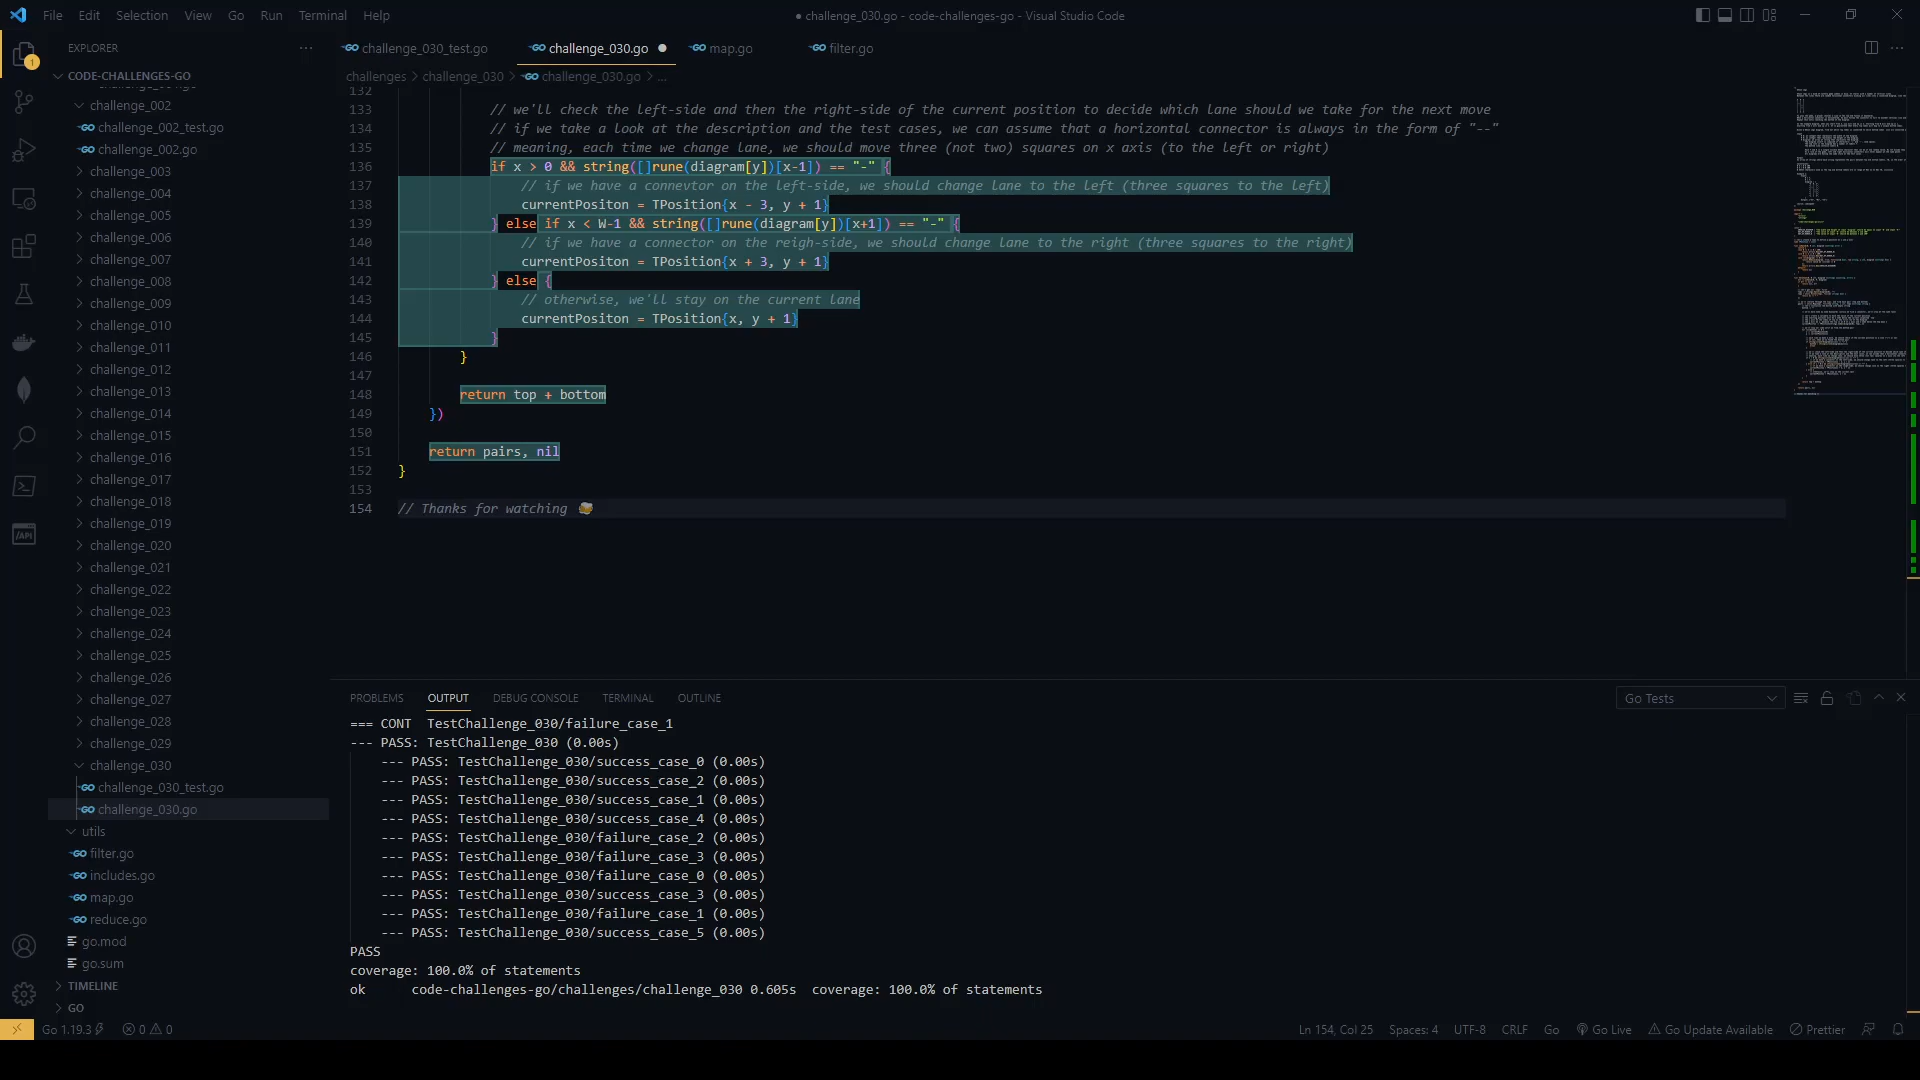 File Edit Selection View Go Run Terminal Help
● challenge_030.go - code-challenges-go - Visual Studio Code
EXPLORER
CODE-CHALLENGES-GO
challenge_002
challenge_002_test.go
challenge_002.go
challenge_003
challenge_004
challenge_005
challenge_006
challenge_007
challenge_008
challenge_009
challenge_010
challenge_011
challenge_012
challenge_013
challenge_014
challenge_015
challenge_016
challenge_017
challenge_018
challenge_019
challenge_020
challenge_021
challenge_022
challenge_023
challenge_024
challenge_025
challenge_026
challenge_027
challenge_028
challenge_029
challenge_030
challenge_030_test.go
challenge_030.go
utils
filter.go
includes.go
map.go
reduce.go
go.mod
go.sum
TIMELINE
GO
challenge_030_test.go challenge_030.go map.go filter.go
challenges > challenge_030 > challenge_030.go > ...
132
133 // we'll check the left-side and then the right-side of the current position to decide which lane should we take for the next move
134 // if we take a look at the description and the test cases, we can assume that a horizontal connector is always in the form of "--"
135 // meaning, each time we change lane, we should move three (not two) squares on x axis (to the left or right)
136 if x > 0 && string([]rune(diagram[y])[x-1]) == "-" {
137 // if we have a connevtor on the left-side, we should change lane to the left (three squares to the left)
138 currentPositon = TPosition{x - 3, y + 1}
139 } else if x < W-1 && string([]rune(diagram[y])[x+1]) == "-" {
140 // if we have a connector on the reigh-side, we should change lane to the right (three squares to the right)
141 currentPositon = TPosition{x + 3, y + 1}
142 } else {
143 // otherwise, we'll stay on the current lane
144 currentPositon = TPosition{x, y + 1}
145 }
146 }
147
148 return top + bottom
149 })
150
151 return pairs, nil
152 }
153
154 // Thanks for watching 🍻
PROBLEMS OUTPUT DEBUG CONSOLE TERMINAL OUTLINE
Go Tests
=== CONT TestChallenge_030/failure_case_1
--- PASS: TestChallenge_030 (0.00s)
--- PASS: TestChallenge_030/success_case_0 (0.00s)
--- PASS: TestChallenge_030/success_case_2 (0.00s)
--- PASS: TestChallenge_030/success_case_1 (0.00s)
--- PASS: TestChallenge_030/success_case_4 (0.00s)
--- PASS: TestChallenge_030/failure_case_2 (0.00s)
--- PASS: TestChallenge_030/failure_case_3 (0.00s)
--- PASS: TestChallenge_030/failure_case_0 (0.00s)
--- PASS: TestChallenge_030/success_case_3 (0.00s)
--- PASS: TestChallenge_030/failure_case_1 (0.00s)
--- PASS: TestChallenge_030/success_case_5 (0.00s)
PASS
coverage: 100.0% of statements
ok code-challenges-go/challenges/challenge_030 0.605s coverage: 100.0% of statements
Go 1.19.3 0 0
Ln 154, Col 25 Spaces: 4 UTF-8 CRLF Go Go Live Go Update Available Prettier
1
/API